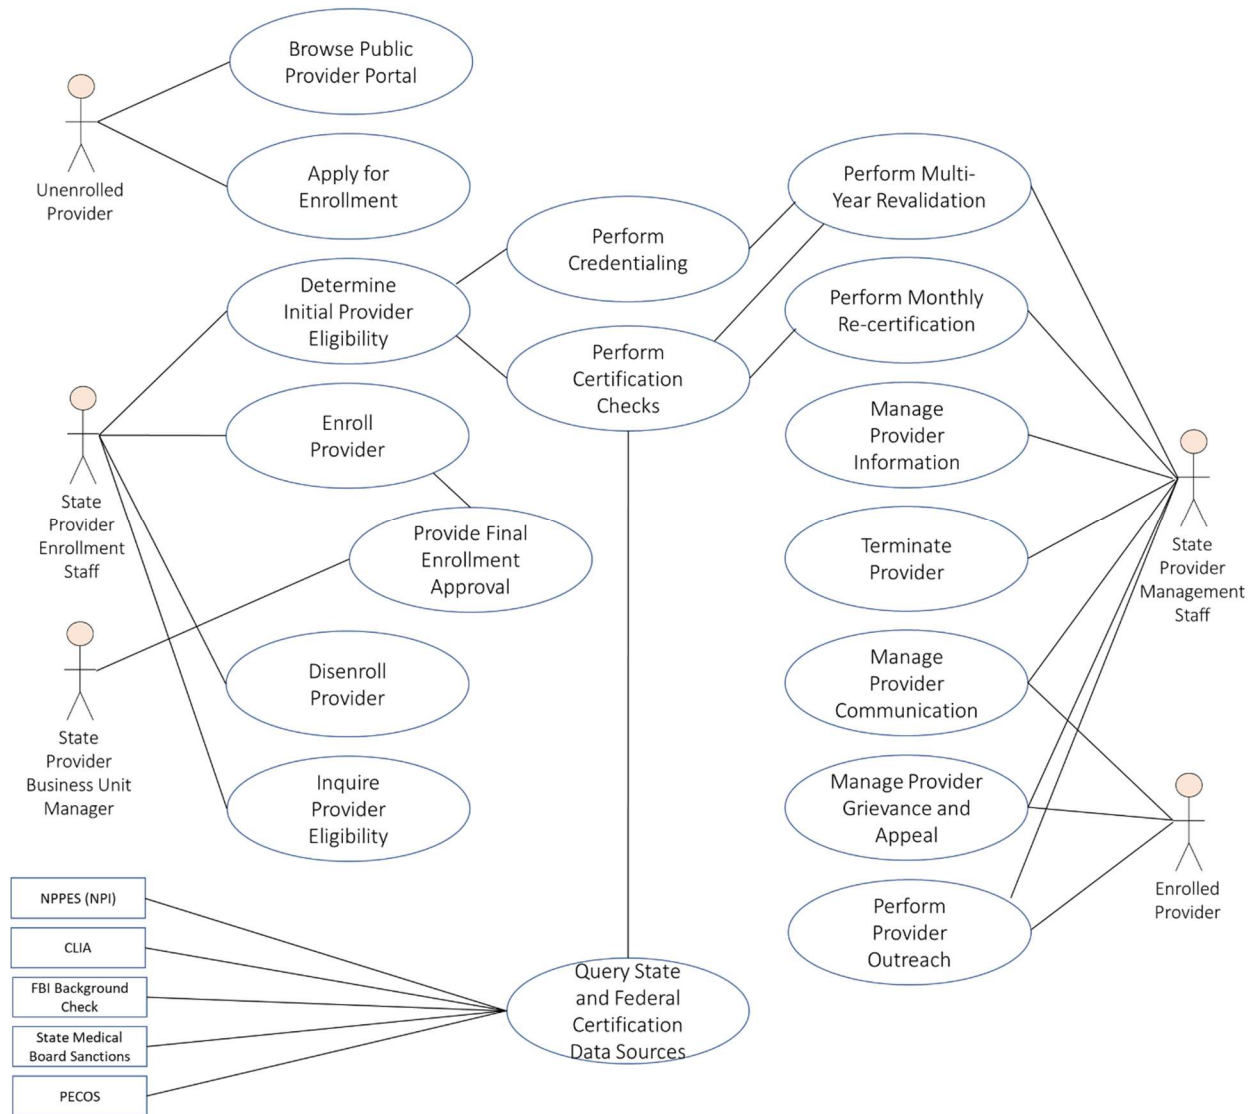 Browse Public
Provider Portal
Unenrolled
Provider
Apply for
Enrollment
Determine
Initial Provider
Eligibility
Perform
Credentialing
Perform Multi-
Year Revalidation
Perform
Certification
Checks
Perform Monthly
Re-certification
State
Provider
Enrollment
Staff
Enroll
Provider
Manage
Provider
Information
Provide Final
Enrollment
Approval
Terminate
Provider
State
Provider
Management
Staff
State
Provider
Business Unit
Manager
Disenroll
Provider
Manage
Provider
Communication
Inquire
Provider
Eligibility
Manage Provider
Grievance and
Appeal
Enrolled
Provider
Perform
Provider
Outreach
NPPES (NPI)
CLIA
FBI Background
Check
State Medical
Board Sanctions
PECOS
Query State
and Federal
Certification
Data Sources